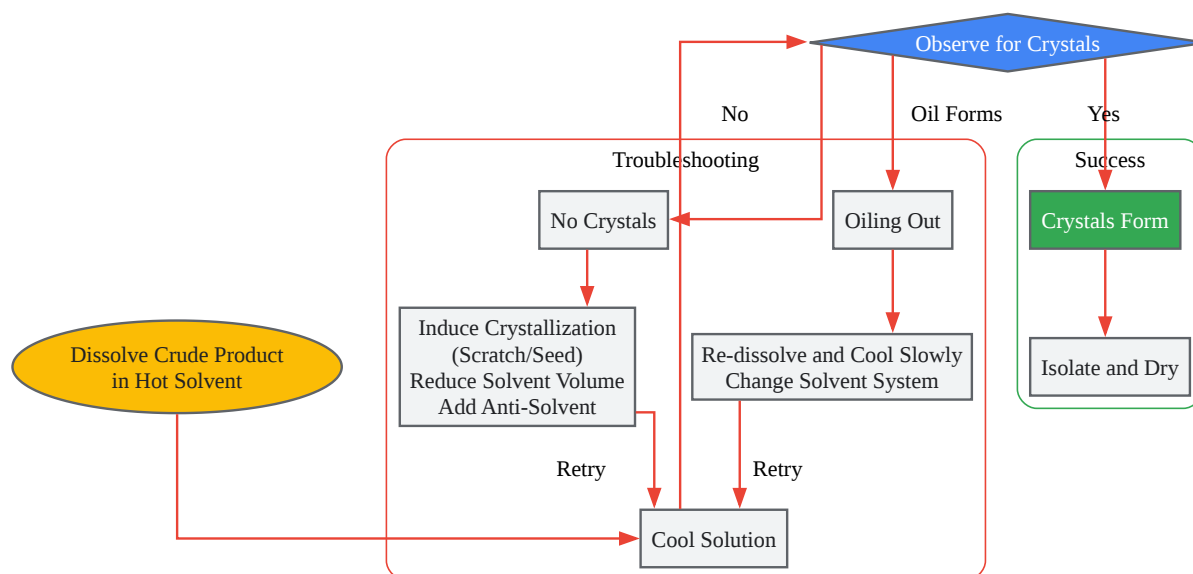 Observe for Crystals
No
Oil Forms
Yes
Troubleshooting
Success
No Crystals
Oiling Out
Crystals Form
Induce Crystallization
(Scratch/Seed)
Reduce Solvent Volume
Add Anti-Solvent
Re-dissolve and Cool Slowly
Change Solvent System
Isolate and Dry
Dissolve Crude Product
in Hot Solvent
Retry
Retry
Cool Solution